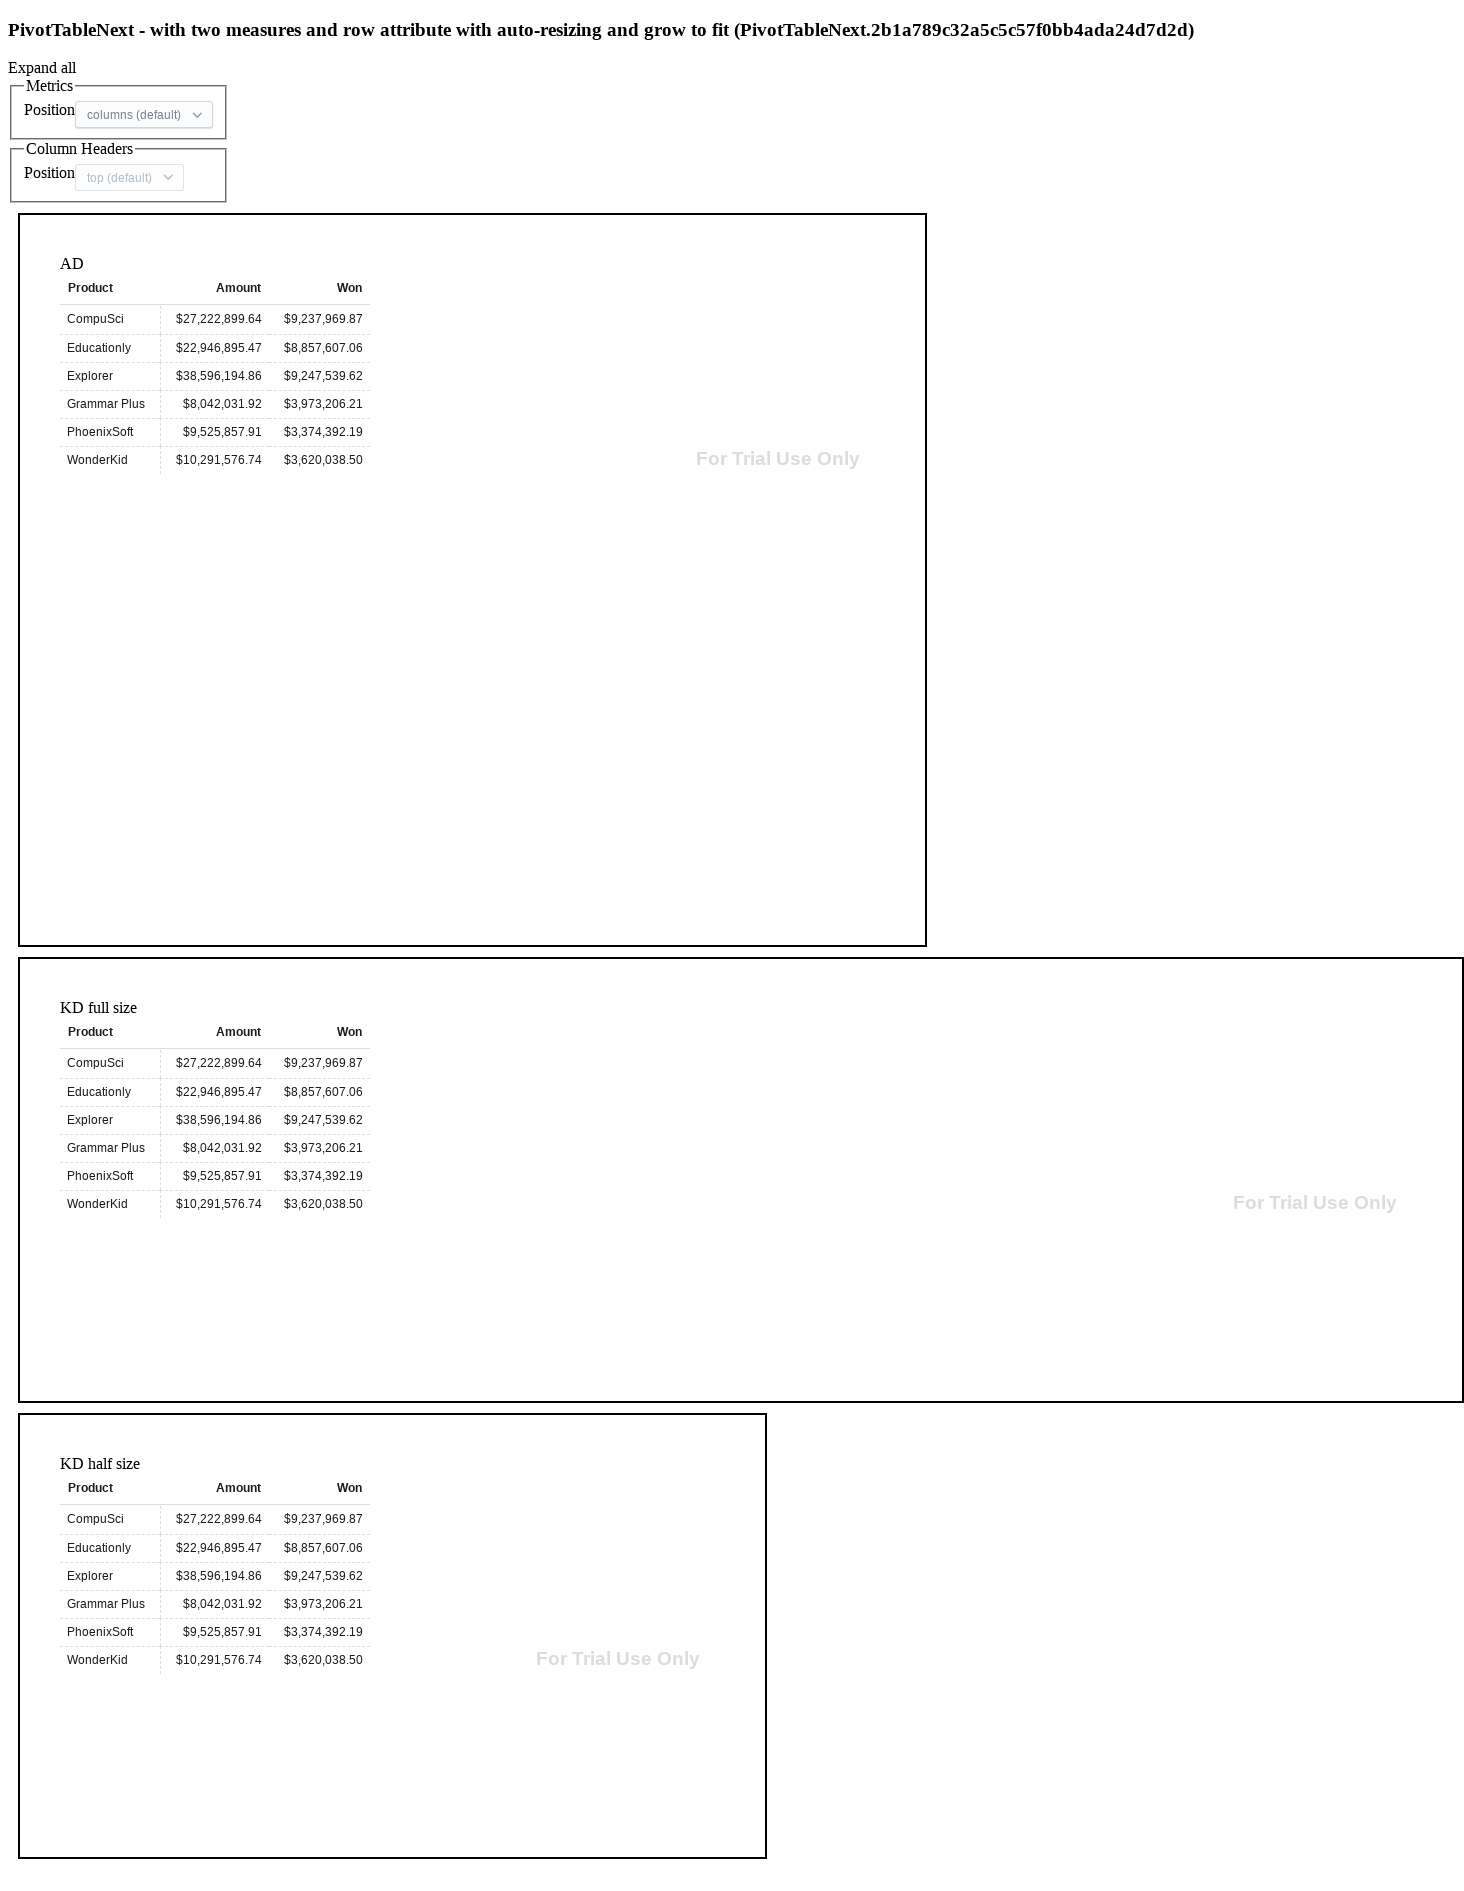 PivotTableNext - with two measures and row attribute with auto-resizing and grow to fit (PivotTableNext.2b1a789c32a5c5c57f0bb4ada24d7d2d)
Expand all
Metrics
Position columns (default)
Column Headers
Position top (default)
AD
Product Amount Won
CompuSci $27,222,899.64 $9,237,969.87
Educationly $22,946,895.47 $8,857,607.06
Explorer $38,596,194.86 $9,247,539.62
Grammar Plus $8,042,031.92 $3,973,206.21
PhoenixSoft $9,525,857.91 $3,374,392.19
WonderKid $10,291,576.74 $3,620,038.50
For Trial Use Only
KD full size
Product Amount Won
CompuSci $27,222,899.64 $9,237,969.87
Educationly $22,946,895.47 $8,857,607.06
Explorer $38,596,194.86 $9,247,539.62
Grammar Plus $8,042,031.92 $3,973,206.21
PhoenixSoft $9,525,857.91 $3,374,392.19
WonderKid $10,291,576.74 $3,620,038.50
For Trial Use Only
KD half size
Product Amount Won
CompuSci $27,222,899.64 $9,237,969.87
Educationly $22,946,895.47 $8,857,607.06
Explorer $38,596,194.86 $9,247,539.62
Grammar Plus $8,042,031.92 $3,973,206.21
PhoenixSoft $9,525,857.91 $3,374,392.19
WonderKid $10,291,576.74 $3,620,038.50
For Trial Use Only